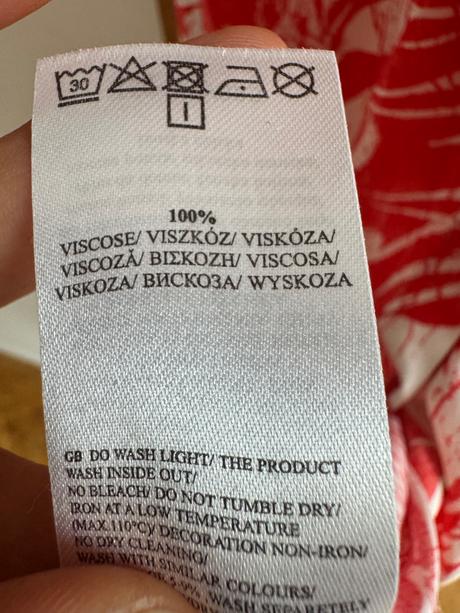 30
100%
VISCOSE/ VISZKÓZ/ VISKÓZA/
VISCOZĂ/ ΒΙΣΚΟΖΗ/ VISCOSA/
VISKOZA/ ВИСКОЗА/ WYSKOZA
GB DO WASH LIGHT/ THE PRODUCT
WASH INSIDE OUT/
NO BLEACH/ DO NOT TUMBLE DRY/
IRON AT A LOW TEMPERATURE
(MAX.110°C)/ DECORATION NON-IRON/
NO DRY CLEANING/
WASH WITH SIMILAR COLOURS/
WASH SEPARETELY